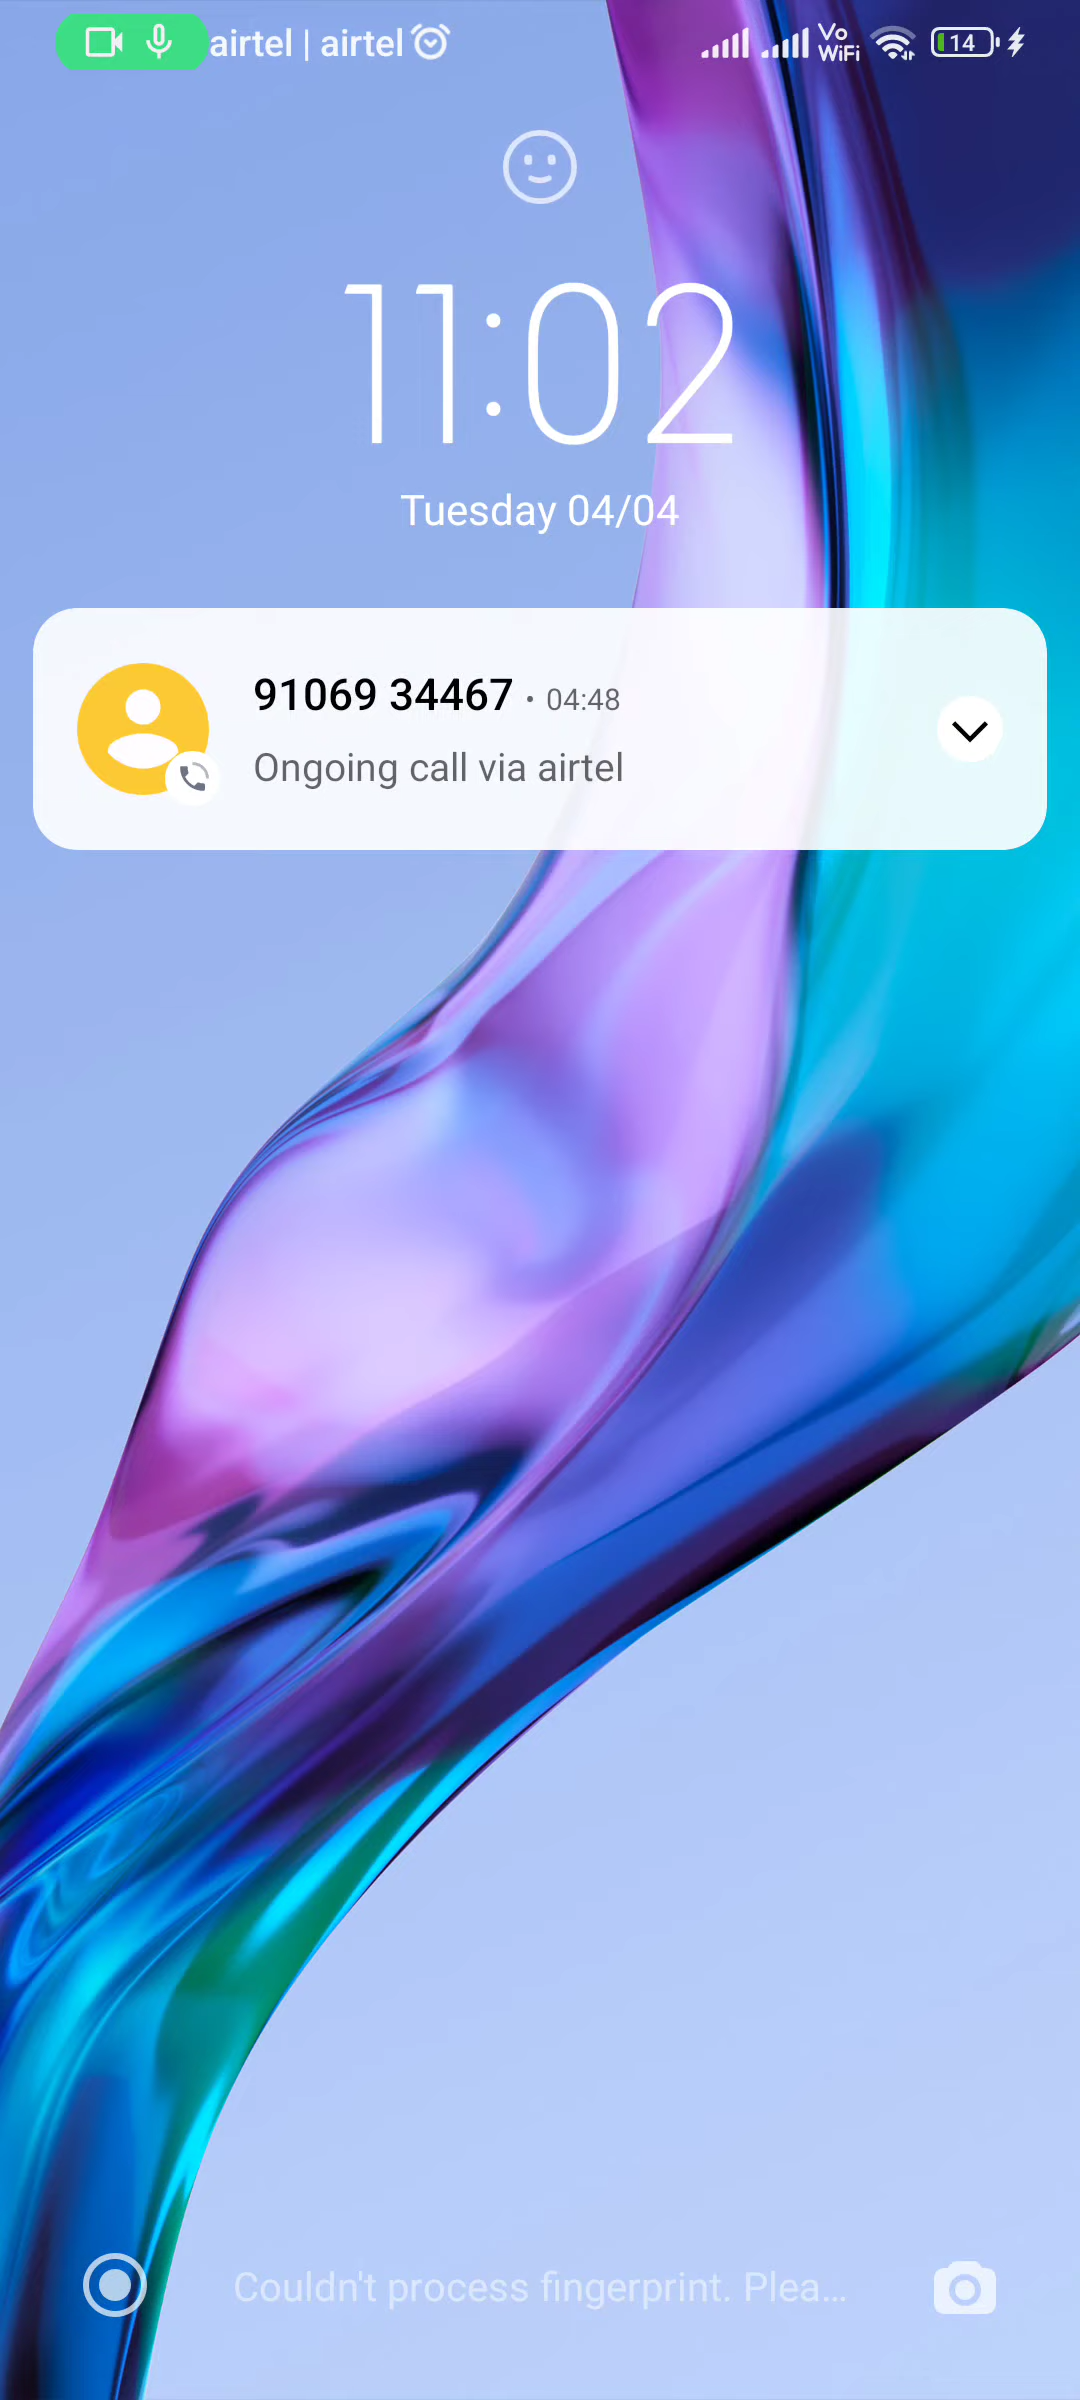 airtel | airtel Vo WiFi 14
11:02
Tuesday 04/04
91069 34467 • 04:48
Ongoing call via airtel
Couldn't process fingerprint. Plea...